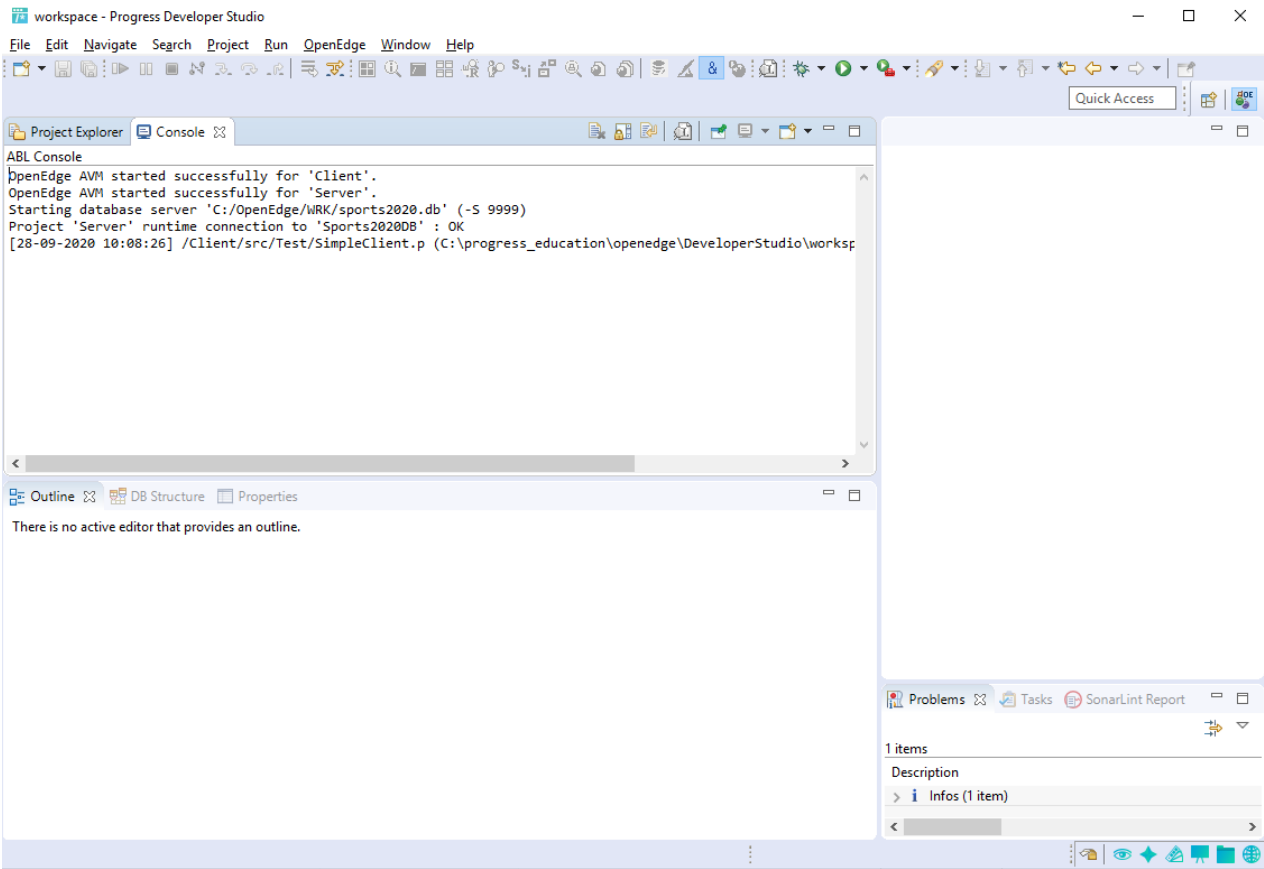 workspace - Progress Developer Studio
File Edit Navigate Search Project Run OpenEdge Window Help
Quick Access
Project Explorer Console
ABL Console
OpenEdge AVM started successfully for 'Client'.
OpenEdge AVM started successfully for 'Server'.
Starting database server 'C:/OpenEdge/WRK/sports2020.db' (-S 9999)
Project 'Server' runtime connection to 'Sports2020DB' : OK
[28-09-2020 10:08:26] /Client/src/Test/SimpleClient.p (C:\progress_education\openedge\DeveloperStudio\worksp
Outline DB Structure Properties
There is no active editor that provides an outline.
Problems Tasks SonarLint Report
1 items
Description
Infos (1 item)